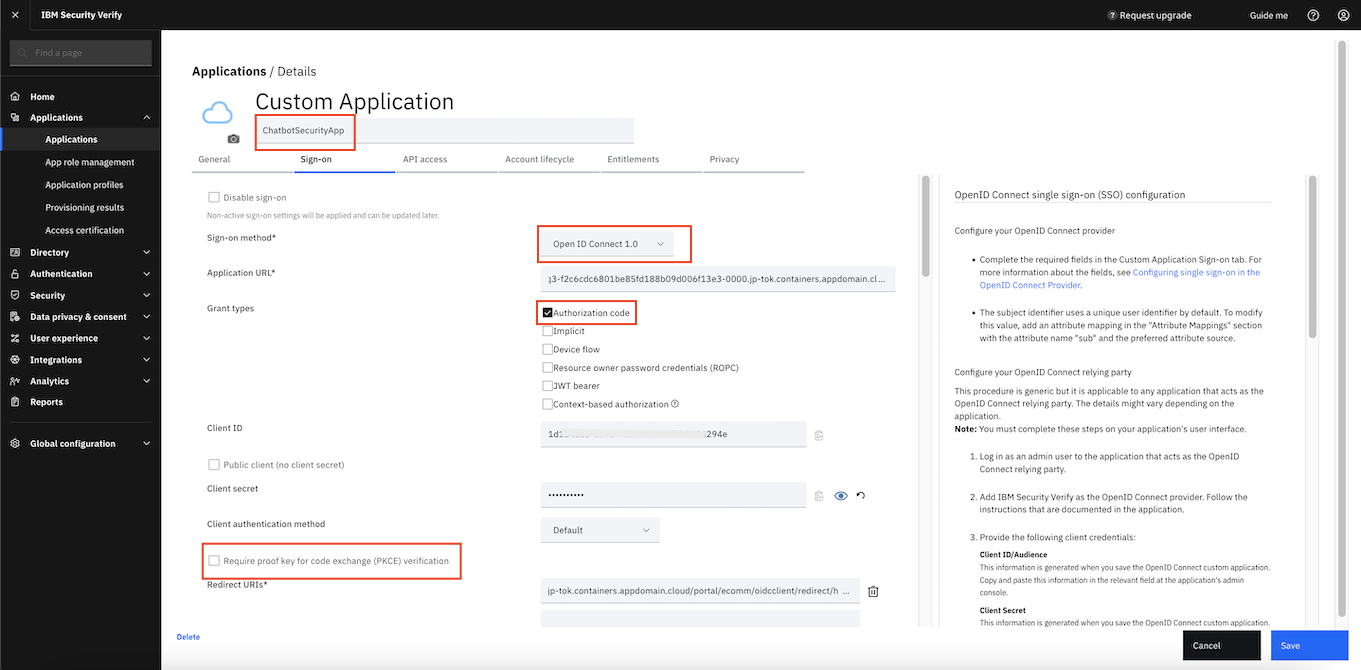 IBM Security Verify
Request upgrade
Guide me
Find a page
Home
Applications
Applications
App role management
Application profiles
Provisioning results
Access certification
Directory
Authentication
Security
Data privacy & consent
User experience
Integrations
Analytics
Reports
Global configuration
Applications / Details
Custom Application
ChatbotSecurityApp
General
Sign-on
API access
Account lifecycle
Entitlements
Privacy
Disable sign-on
Non-active sign-on settings will be applied and can be updated later.
Sign-on method*
Open ID Connect 1.0
Application URL*
q3-f2c6cdc6801be85fd188b09d006f13e3-0000.jp-tok.containers.appdomain.cl...
Grant types
Authorization code
Implicit
Device flow
Resource owner password credentials (ROPC)
JWT bearer
Context-based authorization
Client ID
1d
294e
Public client (no client secret)
Client secret
••••••••••
Client authentication method
Default
Require proof key for code exchange (PKCE) verification
Redirect URIs*
jp-tok.containers.appdomain.cloud/portal/ecomm/oidcclient/redirect/h ...
Delete
OpenID Connect single sign-on (SSO) configuration
Configure your OpenID Connect provider
• Complete the required fields in the Custom Application Sign-on tab. For
more information about the fields, see Configuring single sign-on in the
OpenID Connect Provider.
• The subject identifier uses a unique user identifier by default. To modify
this value, add an attribute mapping in the "Attribute Mappings" section
with the attribute name "sub" and the preferred attribute source.
Configure your OpenID Connect relying party
This procedure is generic but it is applicable to any application that acts as the
OpenID Connect relying party. The details might vary depending on the
application.
Note: You must complete these steps on your application's user interface.
1. Log in as an admin user to the application that acts as the OpenID
Connect relying party.
2. Add IBM Security Verify as the OpenID Connect provider. Follow the
instructions that are documented in the application.
3. Provide the following client credentials:
Client ID/Audience
This information is generated when you save the OpenID Connect custom application.
Copy and paste this information in the relevant field at the application's admin
console.
Client Secret
This information is generated when you save the OpenID Connect custom application.
Cancel
Save